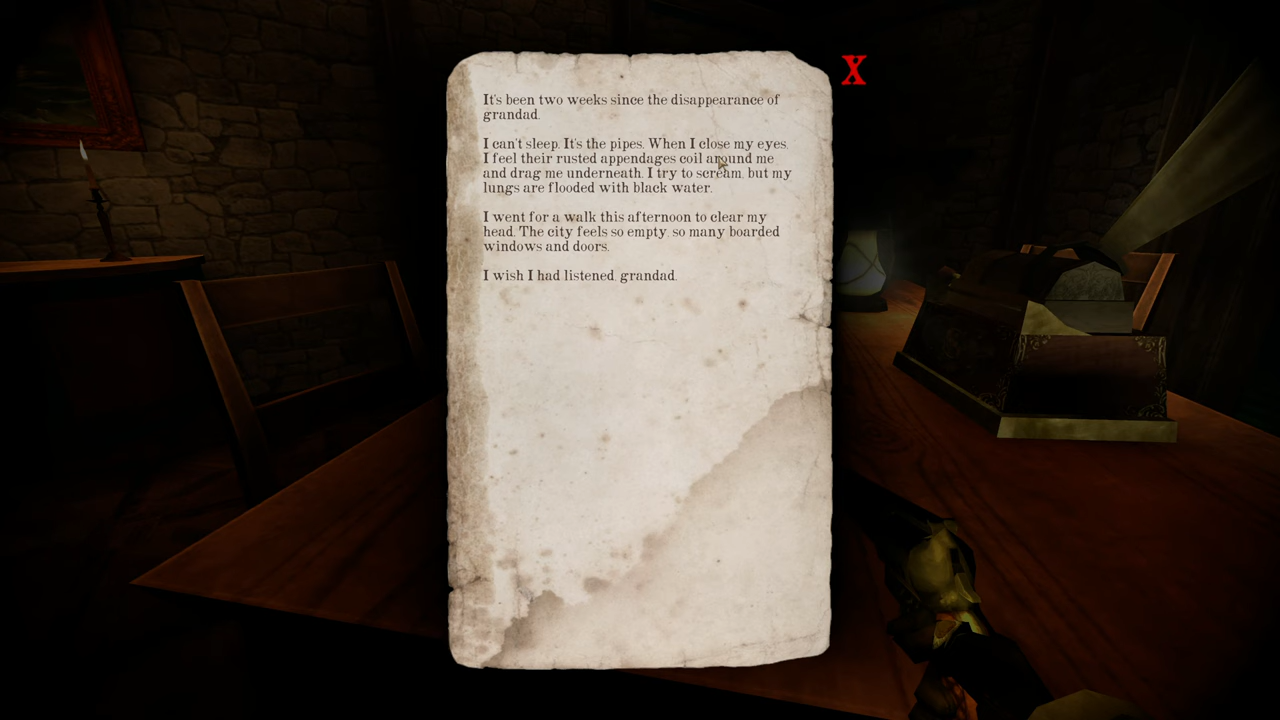 X
It's been two weeks since the disappearance of
grandad.
I can't sleep. It's the pipes. When I close my eyes,
I feel their rusted appendages coil around me
and drag me underneath. I try to scream, but my
lungs are flooded with black water.
I went for a walk this afternoon to clear my
head. The city feels so empty, so many boarded
windows and doors.
I wish I had listened, grandad.